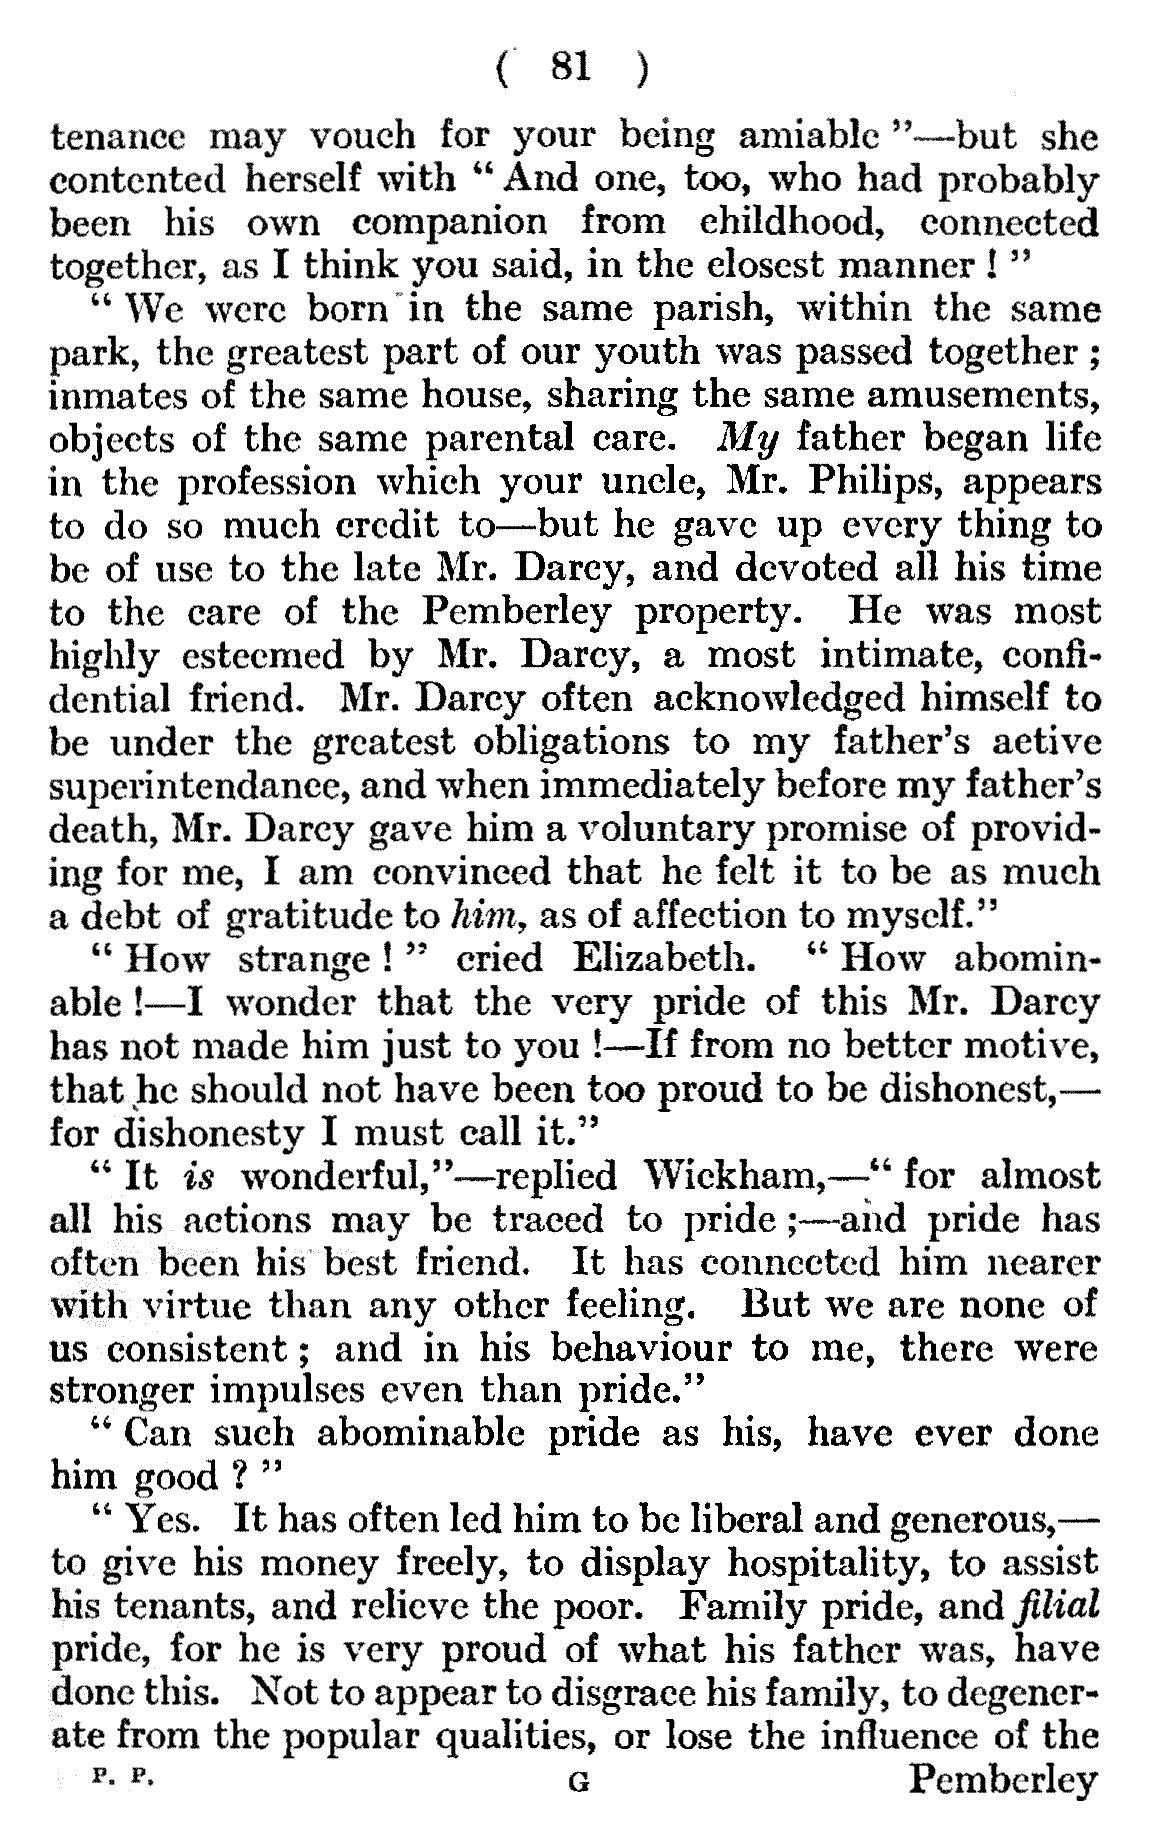 ( 81 )
tenance may vouch for your being amiable ”—but she
contented herself with “ And one, too, who had probably
been his own companion from childhood, connected
together, as I think you said, in the closest manner ! ”
“ We were born in the same parish, within the same
park, the greatest part of our youth was passed together ;
inmates of the same house, sharing the same amusements,
objects of the same parental care. My father began life
in the profession which your uncle, Mr. Philips, appears
to do so much credit to—but he gave up every thing to
be of use to the late Mr. Darcy, and devoted all his time
to the care of the Pemberley property. He was most
highly esteemed by Mr. Darcy, a most intimate, confi-
dential friend. Mr. Darcy often acknowledged himself to
be under the greatest obligations to my father’s active
superintendance, and when immediately before my father’s
death, Mr. Darcy gave him a voluntary promise of provid-
ing for me, I am convinced that he felt it to be as much
a debt of gratitude to him, as of affection to myself.”
“ How strange ! ” cried Elizabeth. “ How abomin-
able !—I wonder that the very pride of this Mr. Darcy
has not made him just to you !—If from no better motive,
that he should not have been too proud to be dishonest,—
for dishonesty I must call it.”
“ It is wonderful,”—replied Wickham,—“ for almost
all his actions may be traced to pride ;—and pride has
often been his best friend. It has connected him nearer
with virtue than any other feeling. But we are none of
us consistent ; and in his behaviour to me, there were
stronger impulses even than pride.”
“ Can such abominable pride as his, have ever done
him good ? ”
“ Yes. It has often led him to be liberal and generous,—
to give his money freely, to display hospitality, to assist
his tenants, and relieve the poor. Family pride, and filial
pride, for he is very proud of what his father was, have
done this. Not to appear to disgrace his family, to degener-
ate from the popular qualities, or lose the influence of the
P. P. G Pemberley